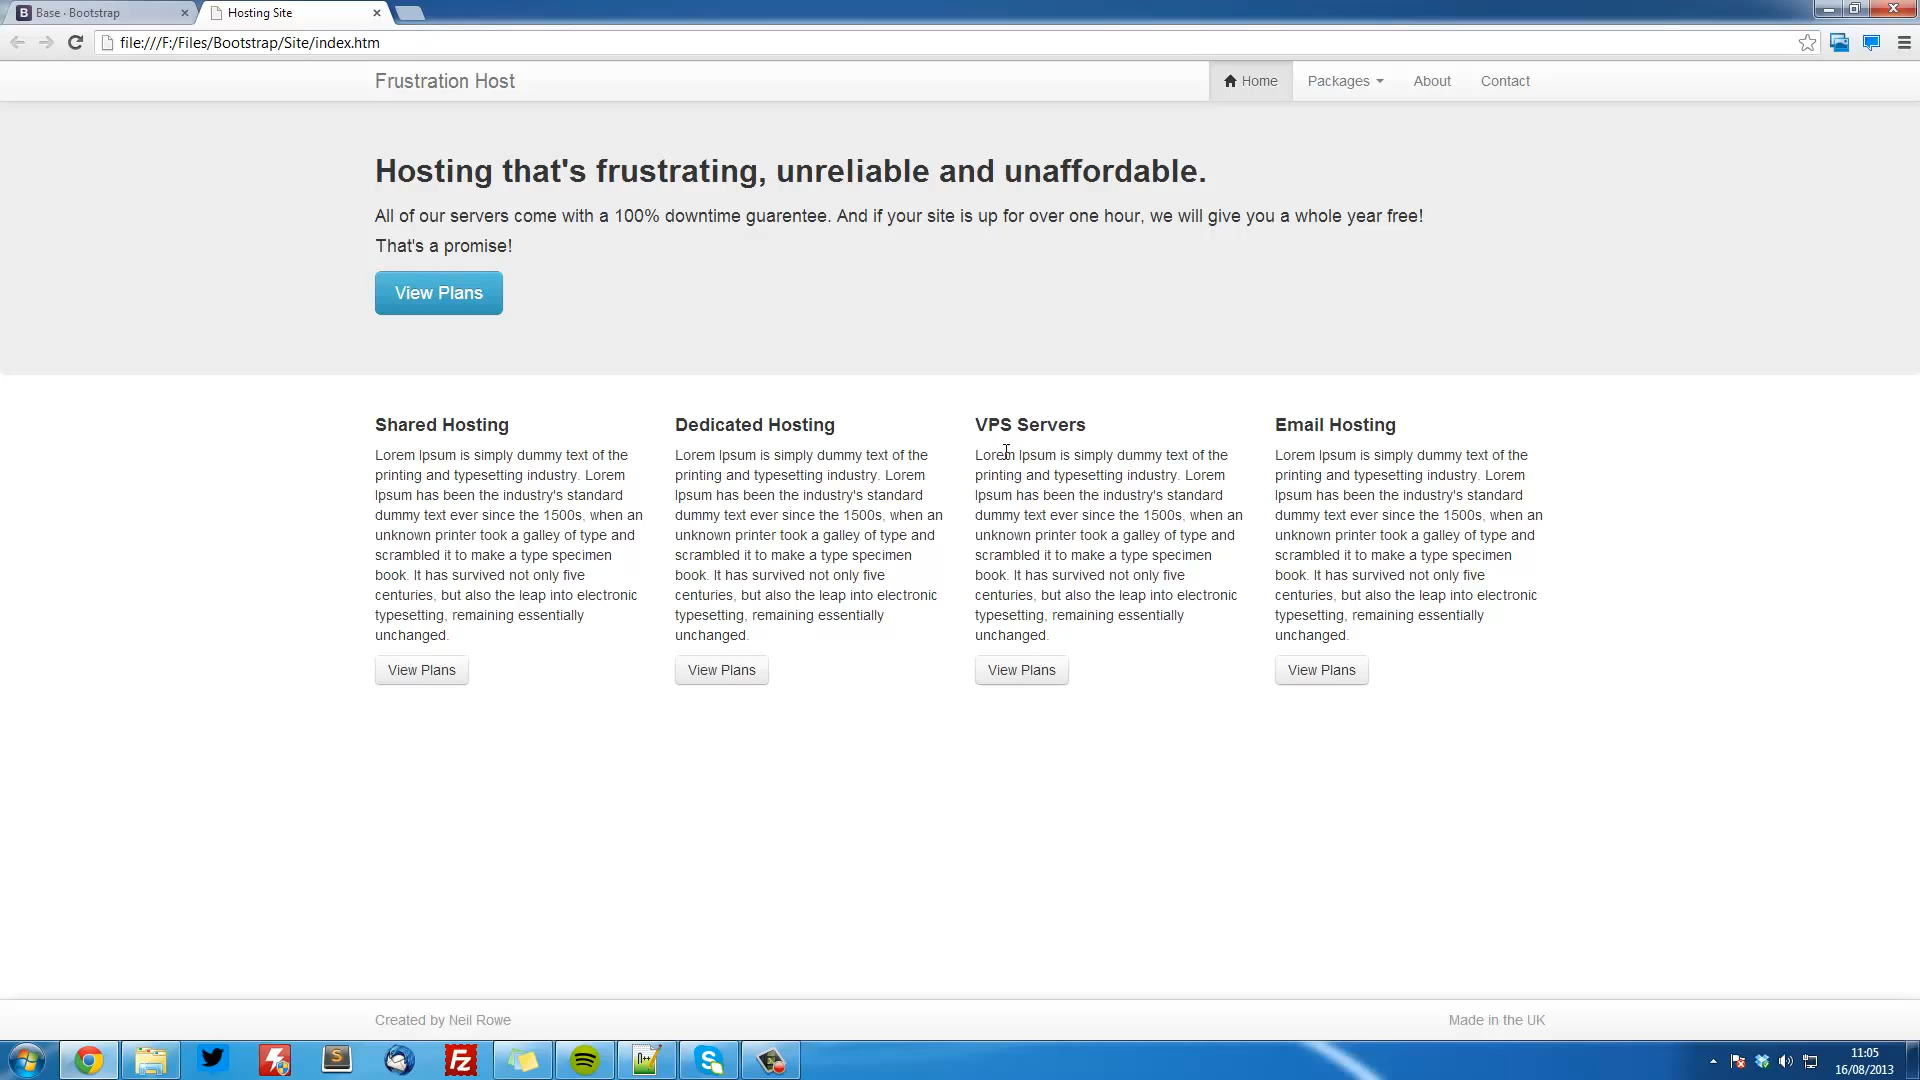 Base · Bootstrap
Hosting Site
file:///F:/Files/Bootstrap/Site/index.htm
Frustration Host
Home
Packages
About
Contact
Hosting that's frustrating, unreliable and unaffordable.
All of our servers come with a 100% downtime guarentee. And if your site is up for over one hour, we will give you a whole year free!
That's a promise!
View Plans
Shared Hosting
Lorem Ipsum is simply dummy text of the
printing and typesetting industry. Lorem
Ipsum has been the industry's standard
dummy text ever since the 1500s, when an
unknown printer took a galley of type and
scrambled it to make a type specimen
book. It has survived not only five
centuries, but also the leap into electronic
typesetting, remaining essentially
unchanged.
View Plans
Dedicated Hosting
Lorem Ipsum is simply dummy text of the
printing and typesetting industry. Lorem
Ipsum has been the industry's standard
dummy text ever since the 1500s, when an
unknown printer took a galley of type and
scrambled it to make a type specimen
book. It has survived not only five
centuries, but also the leap into electronic
typesetting, remaining essentially
unchanged.
View Plans
VPS Servers
Lorem Ipsum is simply dummy text of the
printing and typesetting industry. Lorem
Ipsum has been the industry's standard
dummy text ever since the 1500s, when an
unknown printer took a galley of type and
scrambled it to make a type specimen
book. It has survived not only five
centuries, but also the leap into electronic
typesetting, remaining essentially
unchanged.
View Plans
Email Hosting
Lorem Ipsum is simply dummy text of the
printing and typesetting industry. Lorem
Ipsum has been the industry's standard
dummy text ever since the 1500s, when an
unknown printer took a galley of type and
scrambled it to make a type specimen
book. It has survived not only five
centuries, but also the leap into electronic
typesetting, remaining essentially
unchanged.
View Plans
Created by Neil Rowe
Made in the UK
11:05
16/08/2013